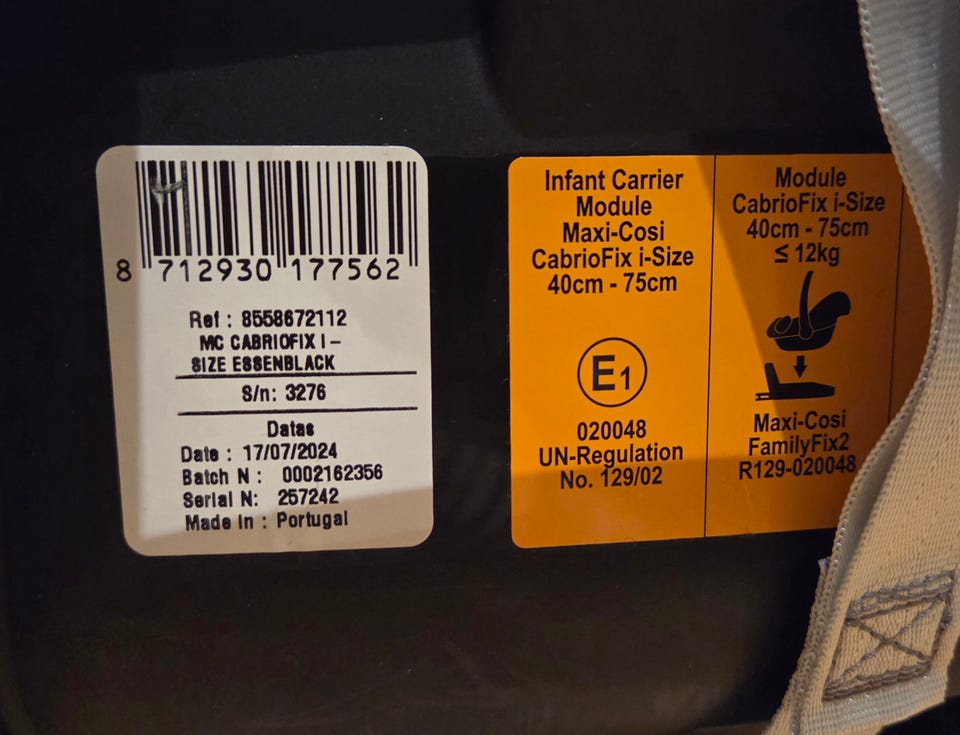 8 712930 177562
Ref : 8558672112
MC CABRIOFIX I -
SIZE ESSENBLACK
S/n: 3276
Datas
Date : 17/07/2024
Batch N : 0002162356
Serial N: 257242
Made in : Portugal
Infant Carrier
Module
Maxi-Cosi
CabrioFix i-Size
40cm - 75cm
E1
020048
UN-Regulation
No. 129/02
Module
CabrioFix i-Size
40cm - 75cm
≤ 12kg
Maxi-Cosi
FamilyFix2
R129-020048